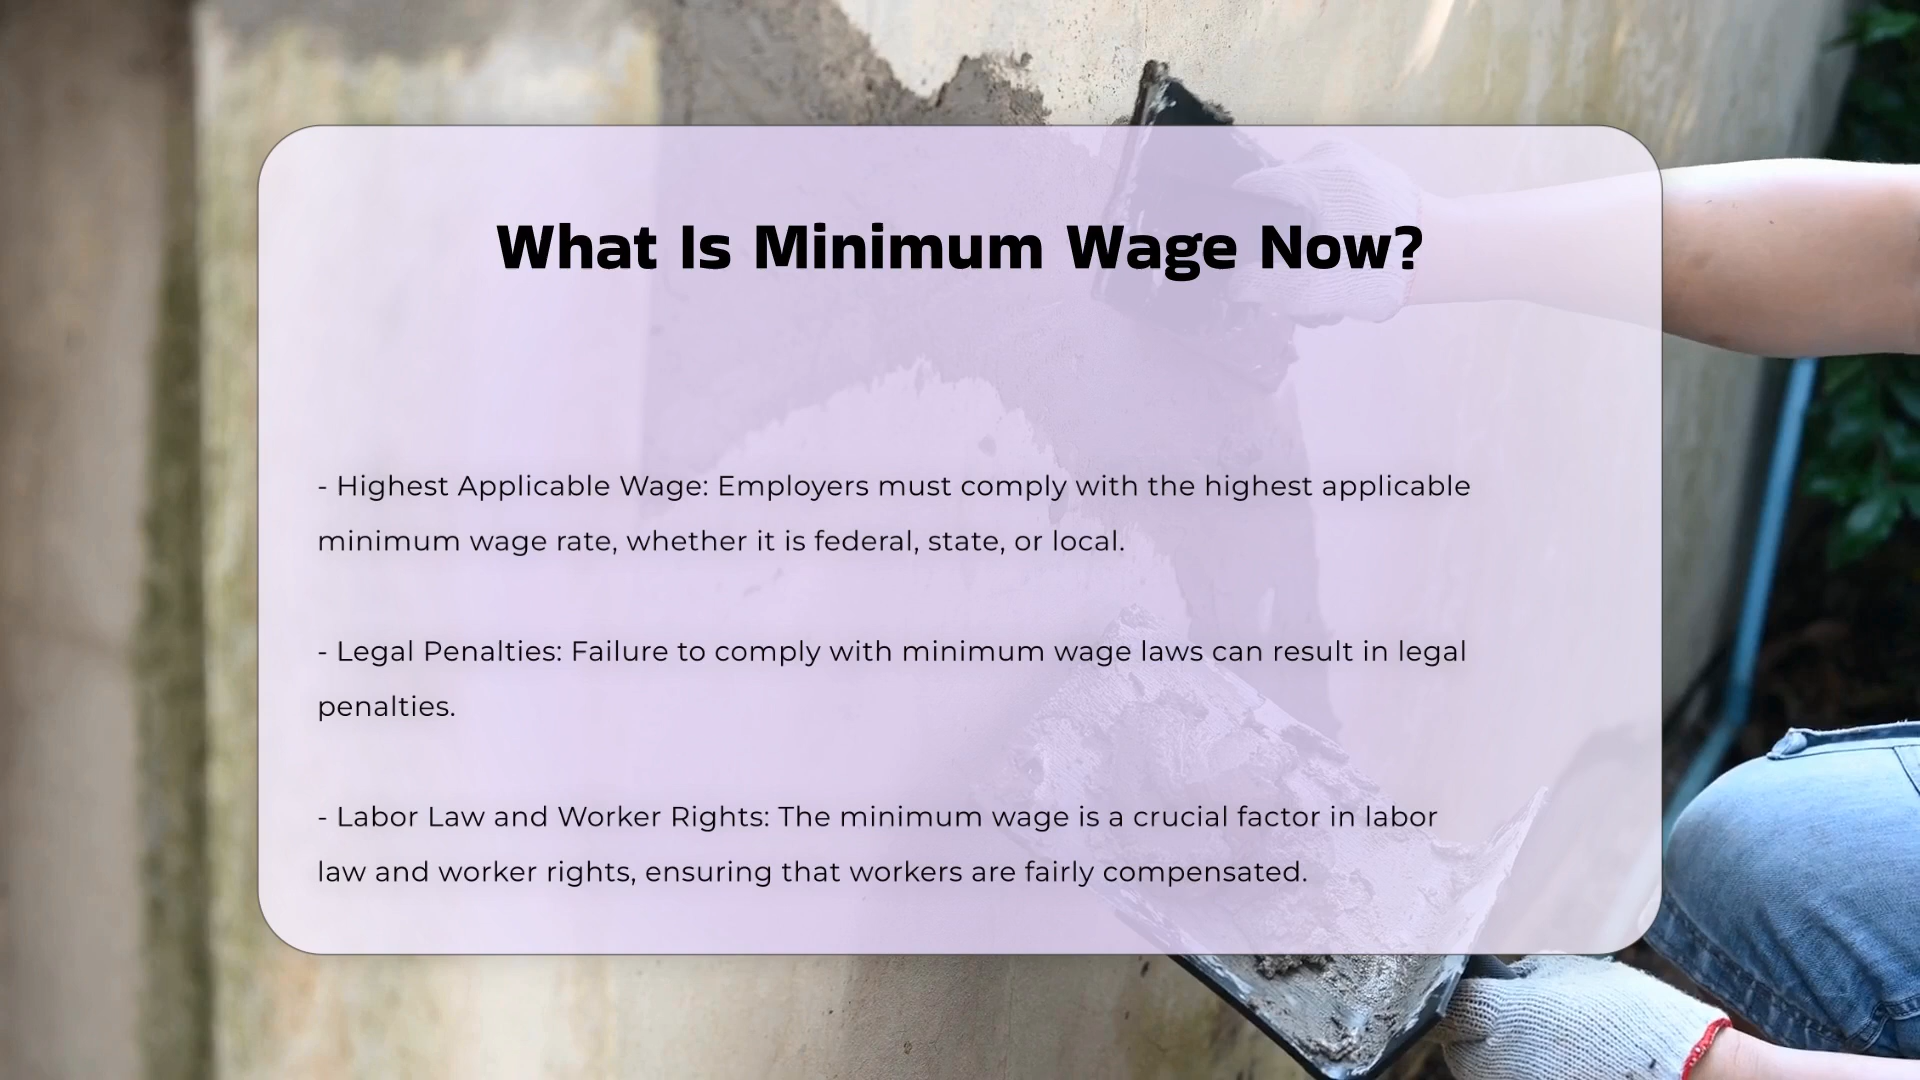 What Is Minimum Wage Now?
- Highest Applicable Wage: Employers must comply with the highest applicable
minimum wage rate, whether it is federal, state, or local.
- Legal Penalties: Failure to comply with minimum wage laws can result in legal
penalties.
- Labor Law and Worker Rights: The minimum wage is a crucial factor in labor
law and worker rights, ensuring that workers are fairly compensated.